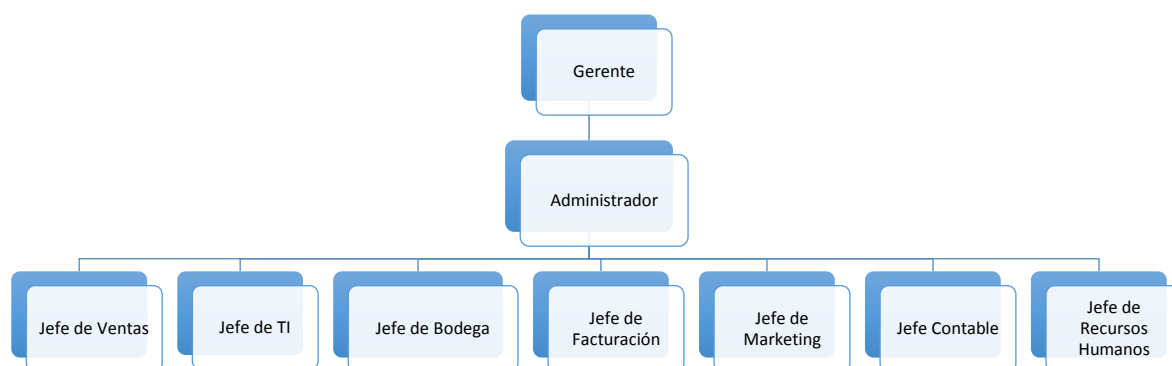 Gerente
Administrador
Jefe de Ventas
Jefe de TI
Jefe de Bodega
Jefe de
Facturación
Jefe de
Marketing
Jefe Contable
Jefe de
Recursos
Humanos